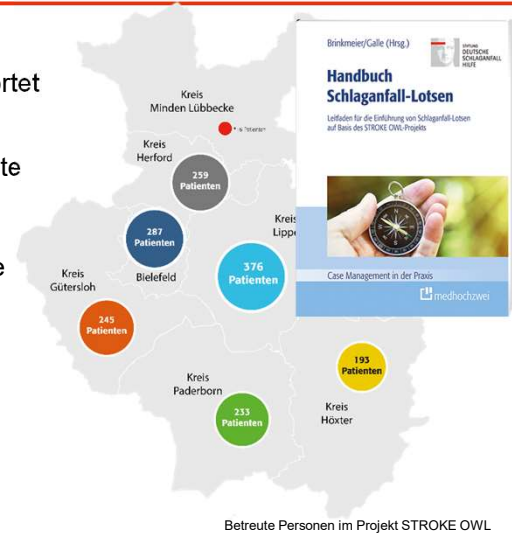 rtet
te
e
Kreis
Minden Lübbecke
Kreis
Herford
259
Patienten
287
Patienten
Bielefeld
Kreis
Lippe
376
Patienten
Kreis
Gütersloh
245
Patienten
193
Patienten
Kreis
Höxter
Kreis
Paderborn
233
Patienten
Brinkmeier/Galle (Hrsg.)
STIFTUNG
DEUTSCHE
SCHLAGANFALL
HILFE
Handbuch
Schlaganfall-Lotsen
Leitfaden für die Einführung von Schlaganfall-Lotsen
auf Basis des STROKE OWL-Projekts
Case Management in der Praxis
medhochzwei
Betreute Personen im Projekt STROKE OWL